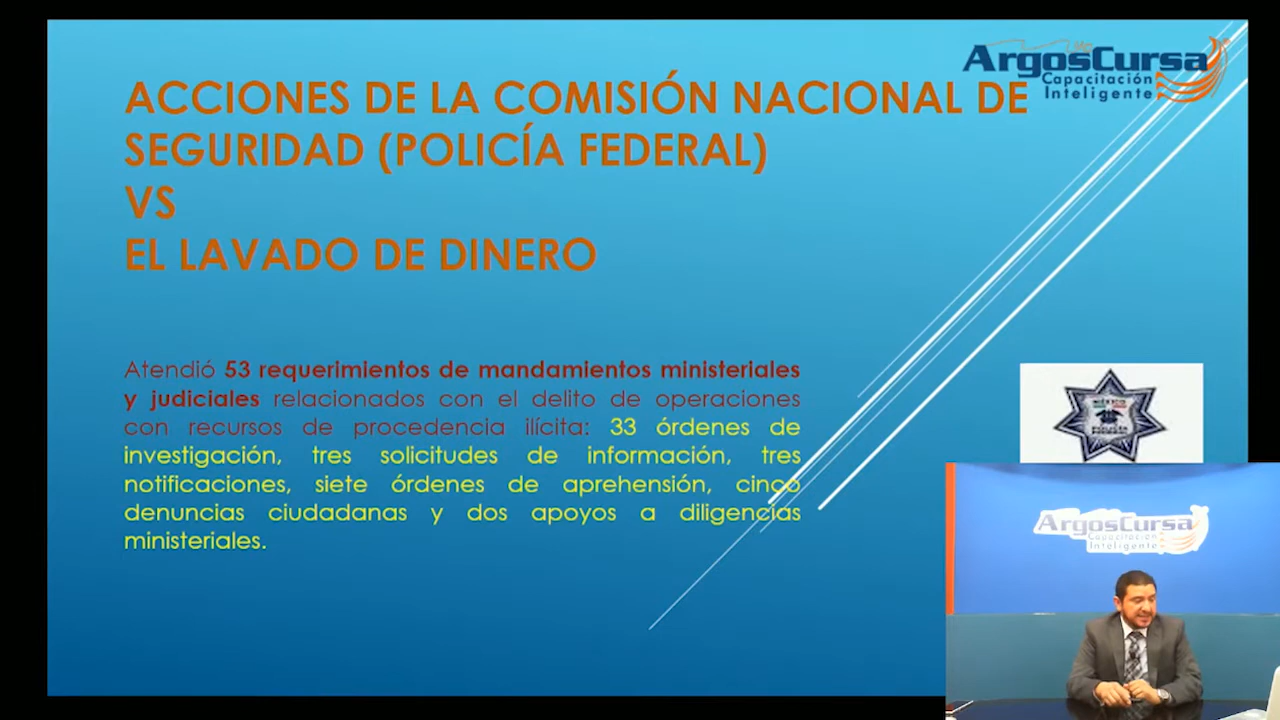 ArgosCursa
Capacitación
Inteligente
ACCIONES DE LA COMISIÓN NACIONAL DE
SEGURIDAD (POLICÍA FEDERAL)
VS
EL LAVADO DE DINERO
Atendió 53 requerimientos de mandamientos ministeriales
y judiciales relacionados con el delito de operaciones
con recursos de procedencia ilícita: 33 órdenes de
investigación, tres solicitudes de información, tres
notificaciones, siete órdenes de aprehensión, cinco
denuncias ciudadanas y dos apoyos a diligencias
ministeriales.
MÉXICO
POLICÍA
FEDERAL
ArgosCursa
Capacitación
Inteligente